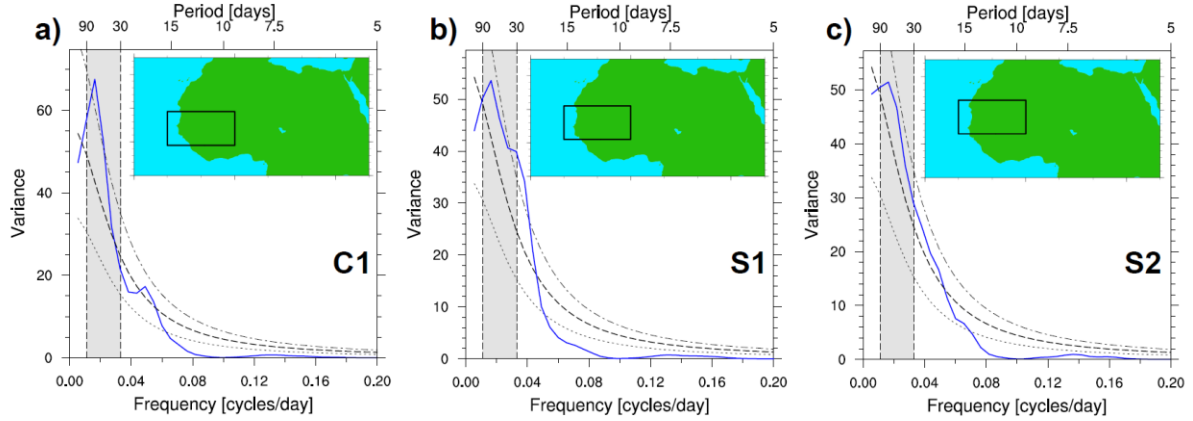 a)
Period [days]
90 30 15 10 7.5 5
Variance
60
40
20
0
C1
0.00 0.04 0.08 0.12 0.16 0.20
Frequency [cycles/day]
b)
Period [days]
90 30 15 10 7.5 5
Variance
50
40
30
20
10
0
S1
0.00 0.04 0.08 0.12 0.16 0.20
Frequency [cycles/day]
c)
Period [days]
90 30 15 10 7.5 5
Variance
50
40
30
20
10
0
S2
0.00 0.04 0.08 0.12 0.16 0.20
Frequency [cycles/day]